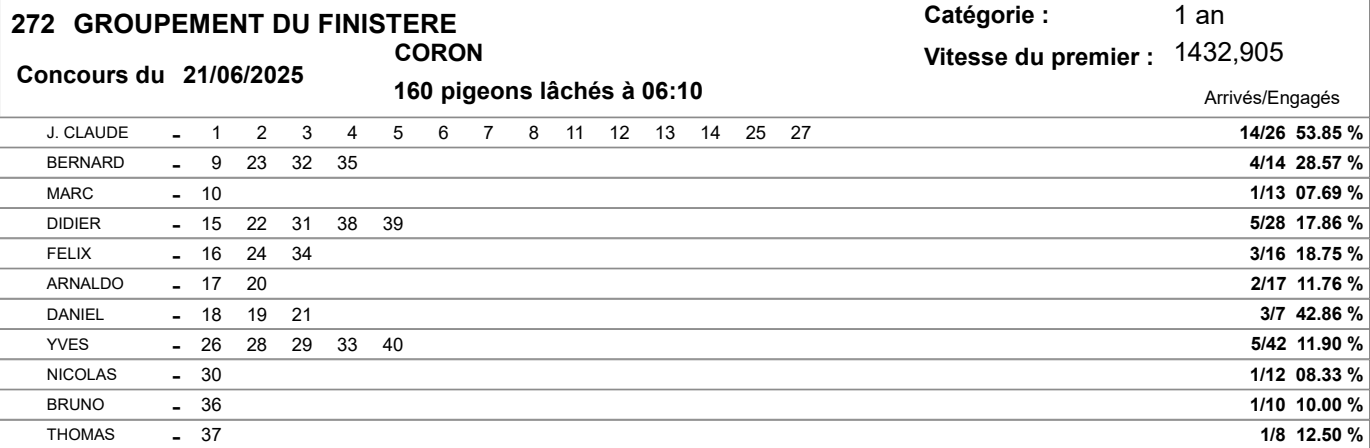 272 GROUPEMENT DU FINISTERE
Catégorie : 1 an
CORON
Vitesse du premier : 1432,905
Concours du 21/06/2025
160 pigeons lâchés à 06:10
Arrivés/Engagés
J. CLAUDE - 1 2 3 4 5 6 7 8 11 12 13 14 25 27 14/26 53.85 %
BERNARD - 9 23 32 35 4/14 28.57 %
MARC - 10 1/13 07.69 %
DIDIER - 15 22 31 38 39 5/28 17.86 %
FELIX - 16 24 34 3/16 18.75 %
ARNALDO - 17 20 2/17 11.76 %
DANIEL - 18 19 21 3/7 42.86 %
YVES - 26 28 29 33 40 5/42 11.90 %
NICOLAS - 30 1/12 08.33 %
BRUNO - 36 1/10 10.00 %
THOMAS - 37 1/8 12.50 %